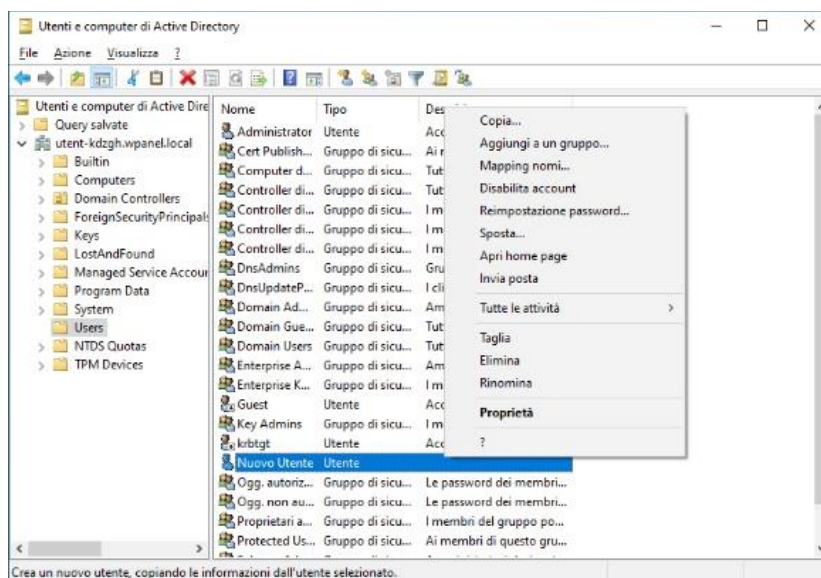 Utenti e computer di Active Directory
File Azione Visualizza ?
Utenti e computer di Active Dire
Query salvate
utent-kdzgh.wpanel.local
Builtin
Computers
Domain Controllers
ForeignSecurityPrincipals
Keys
LostAndFound
Managed Service Accour
Program Data
System
Users
NTDS Quotas
TPM Devices
Nome Tipo Des
Administrator Utente Acc
Cert Publish... Gruppo di sicu... Ai r
Computer d... Gruppo di sicu... Tut
Controller di... Gruppo di sicu... Tut
Controller di... Gruppo di sicu... I m
Controller di... Gruppo di sicu... I m
Controller di... Gruppo di sicu... I m
DnsAdmins Gruppo di sicu... Gru
DnsUpdateP... Gruppo di sicu... I cli
Domain Ad... Gruppo di sicu... Am
Domain Gue... Gruppo di sicu... Tut
Domain Users Gruppo di sicu... Tut
Enterprise A... Gruppo di sicu... Am
Enterprise K... Gruppo di sicu... I m
Guest Utente Acc
Key Admins Gruppo di sicu... I m
krbtgt Utente Acc
Nuovo Utente Utente
Ogg. autoriz... Gruppo di sicu... Le password dei membri...
Ogg. non au... Gruppo di sicu... Le password dei membri...
Proprietari a... Gruppo di sicu... I membri del gruppo po...
Protected Us... Gruppo di sicu... Ai membri di questo gru...
Copia...
Aggiungi a un gruppo...
Mapping nomi...
Disabilita account
Reimpostazione password...
Sposta...
Apri home page
Invia posta
Tutte le attività
Taglia
Elimina
Rinomina
Proprietà
?
Crea un nuovo utente, copiando le informazioni dall'utente selezionato.